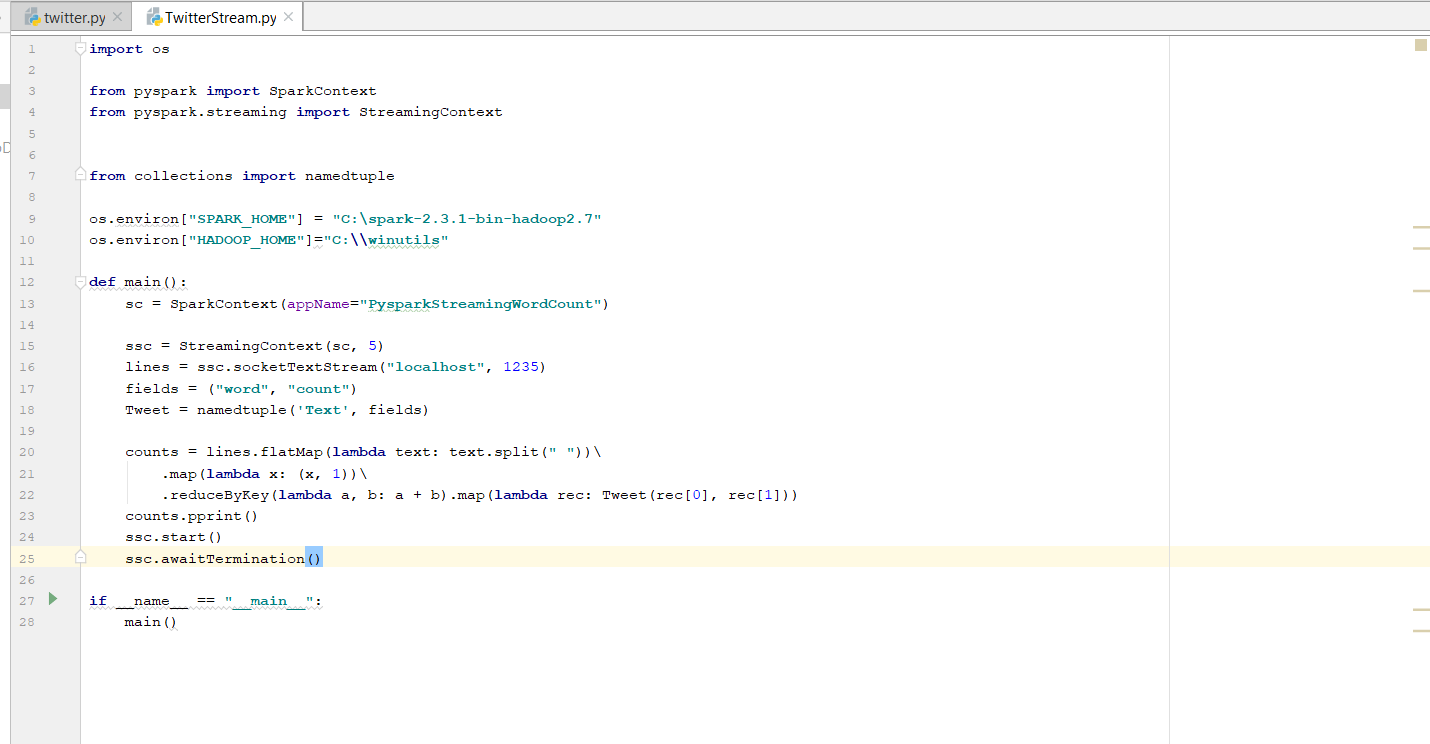 twitter.py TwitterStream.py
1 import os
2
3 from pyspark import SparkContext
4 from pyspark.streaming import StreamingContext
5
6
7 from collections import namedtuple
8
9 os.environ["SPARK_HOME"] = "C:\spark-2.3.1-bin-hadoop2.7"
10 os.environ["HADOOP_HOME"]="C:\\winutils"
11
12 def main():
13     sc = SparkContext(appName="PysparkStreamingWordCount")
14
15     ssc = StreamingContext(sc, 5)
16     lines = ssc.socketTextStream("localhost", 1235)
17     fields = ("word", "count")
18     Tweet = namedtuple('Text', fields)
19
20     counts = lines.flatMap(lambda text: text.split(" "))\
21         .map(lambda x: (x, 1))\
22         .reduceByKey(lambda a, b: a + b).map(lambda rec: Tweet(rec[0], rec[1]))
23     counts.pprint()
24     ssc.start()
25     ssc.awaitTermination()
26
27 if __name__ == "__main__":
28     main()